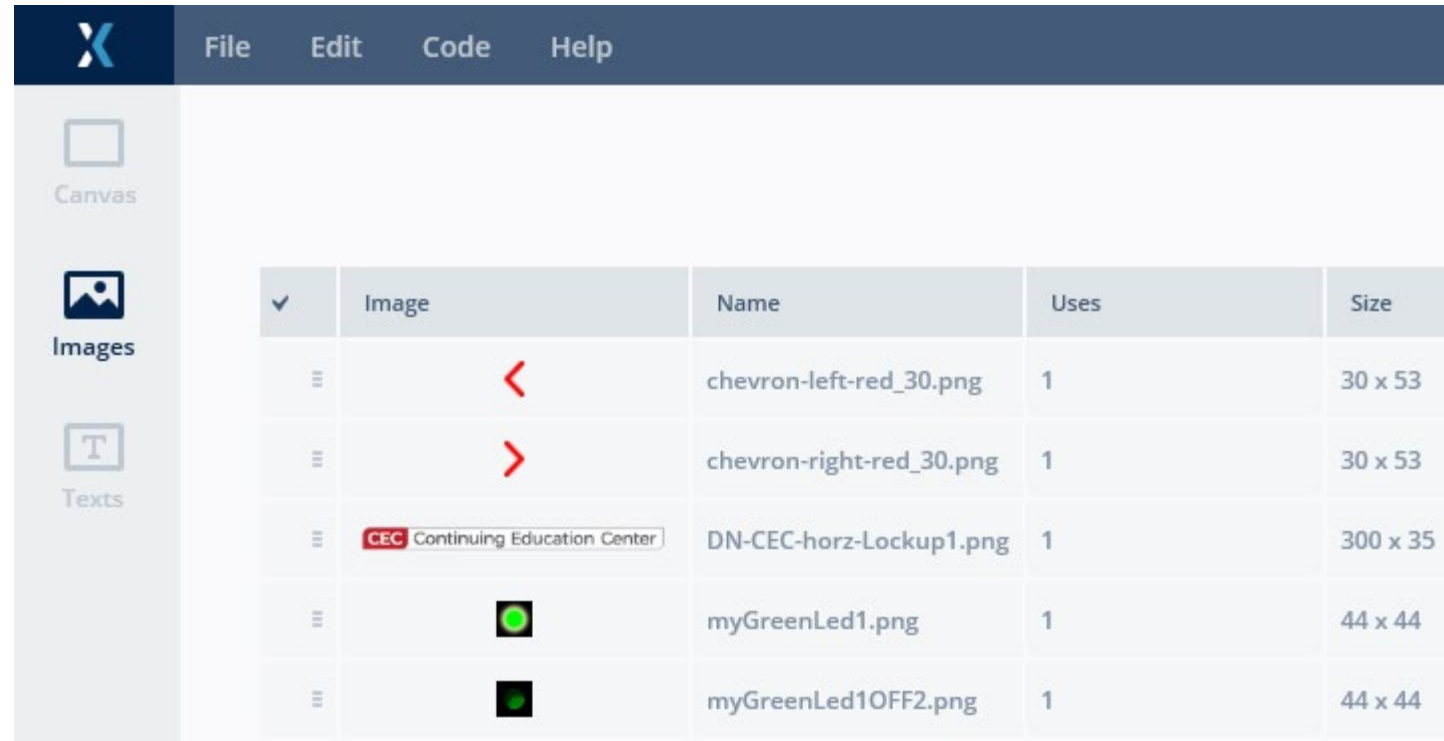 File Edit Code Help
Canvas
Images
T
Texts
Image Name Uses Size
chevron-left-red_30.png 1 30 x 53
chevron-right-red_30.png 1 30 x 53
CEC Continuing Education Center DN-CEC-horz-Lockup1.png 1 300 x 35
myGreenLed1.png 1 44 x 44
myGreenLed1OFF2.png 1 44 x 44